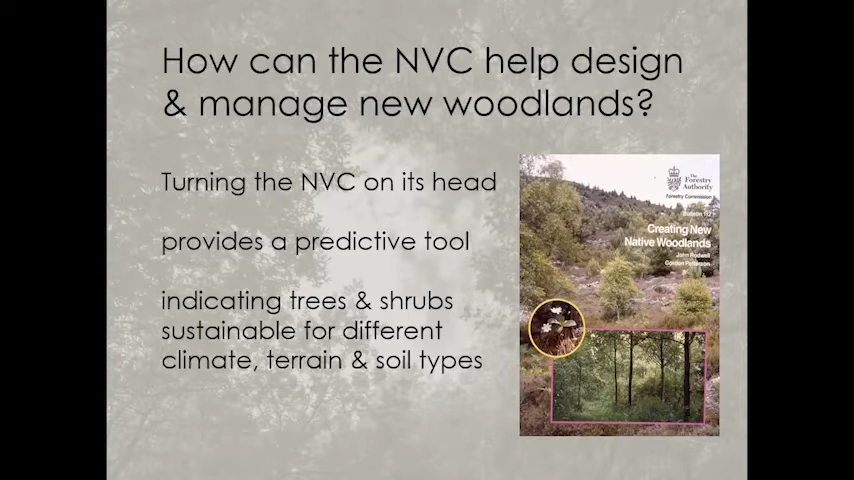 How can the NVC help design
& manage new woodlands?
Turning the NVC on its head
provides a predictive tool
indicating trees & shrubs
sustainable for different
climate, terrain & soil types
The
Forestry
Authority
Forestry Commission
Bulletin 112
Creating New
Native Woodlands
John Rodwell
Gordon Patterson